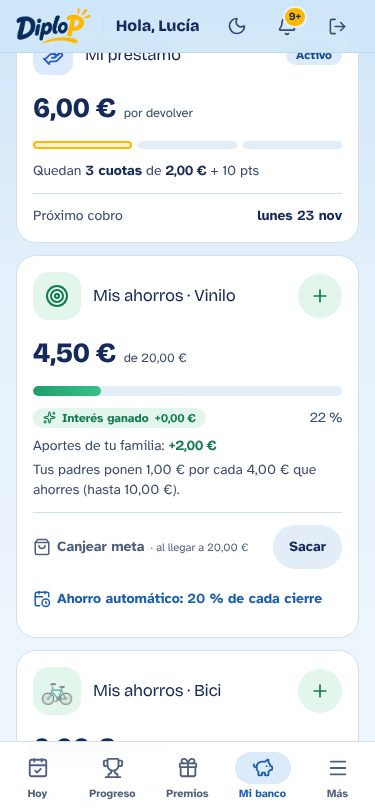 DiploP
Hola, Lucía
9+
Mi préstamo
Activo
6,00 € por devolver
Quedan 3 cuotas de 2,00 € + 10 pts
Próximo cobro
lunes 23 nov
Mis ahorros · Vinilo
4,50 € de 20,00 €
Interés ganado +0,00 €
22 %
Aportes de tu familia: +2,00 €
Tus padres ponen 1,00 € por cada 4,00 € que
ahorres (hasta 10,00 €).
Canjear meta · al llegar a 20,00 €
Sacar
Ahorro automático: 20 % de cada cierre
Mis ahorros · Bici
Hoy
Progreso
Premios
Mi banco
Más